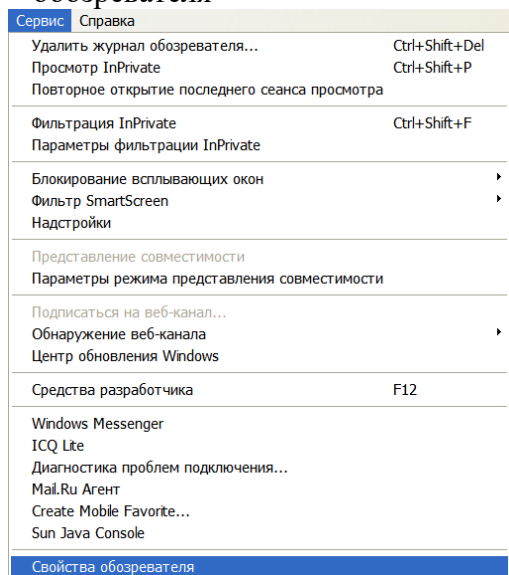 обозревателя
Сервис Справка
Удалить журнал обозревателя... Ctrl+Shift+Del
Просмотр InPrivate Ctrl+Shift+P
Повторное открытие последнего сеанса просмотра
Фильтрация InPrivate Ctrl+Shift+F
Параметры фильтрации InPrivate
Блокирование всплывающих окон
Фильтр SmartScreen
Надстройки
Представление совместимости
Параметры режима представления совместимости
Подписаться на веб-канал...
Обнаружение веб-канала
Центр обновления Windows
Средства разработчика F12
Windows Messenger
ICQ Lite
Диагностика проблем подключения...
Mail.Ru Агент
Create Mobile Favorite...
Sun Java Console
Свойства обозревателя